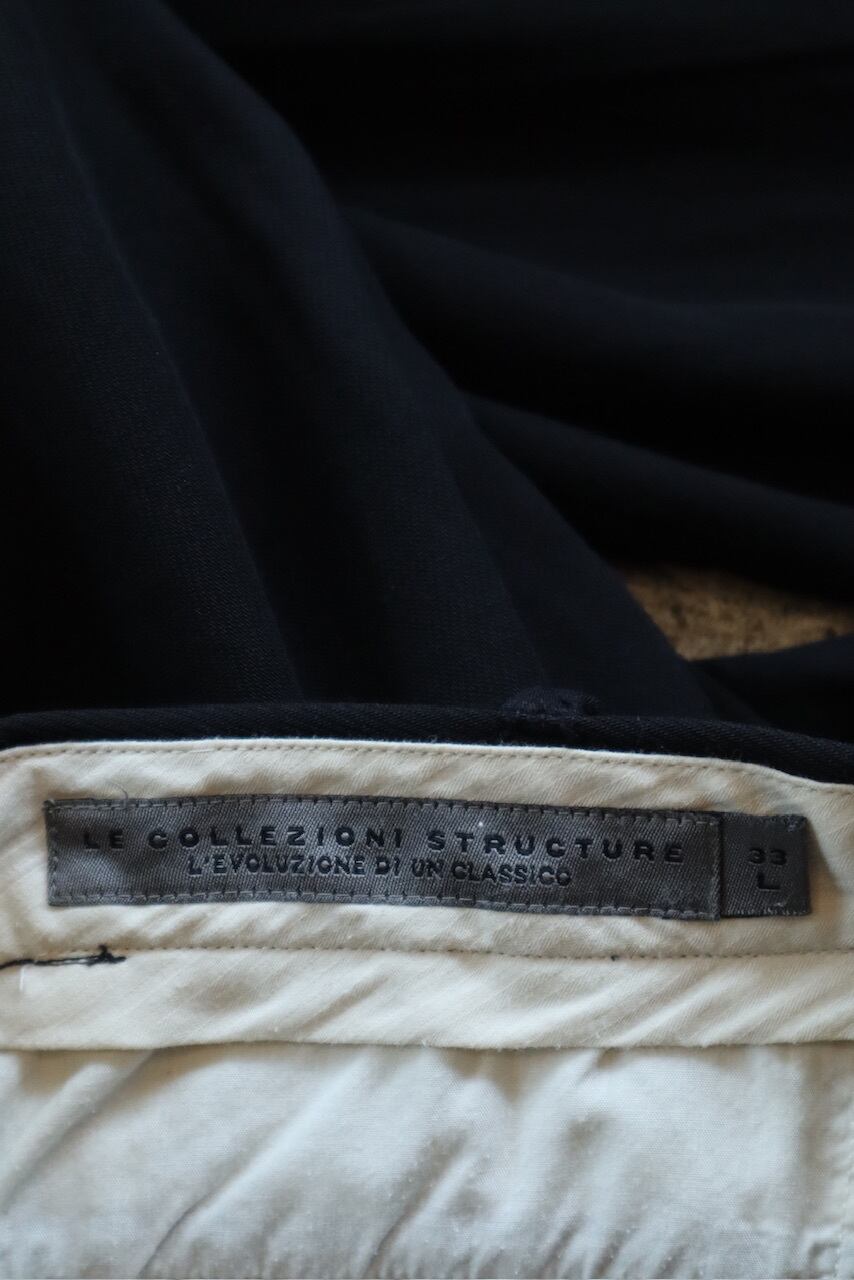 LE COLLEZIONI STRUCTURE
L'EVOLUZIONE DI UN CLASSICO
33
L